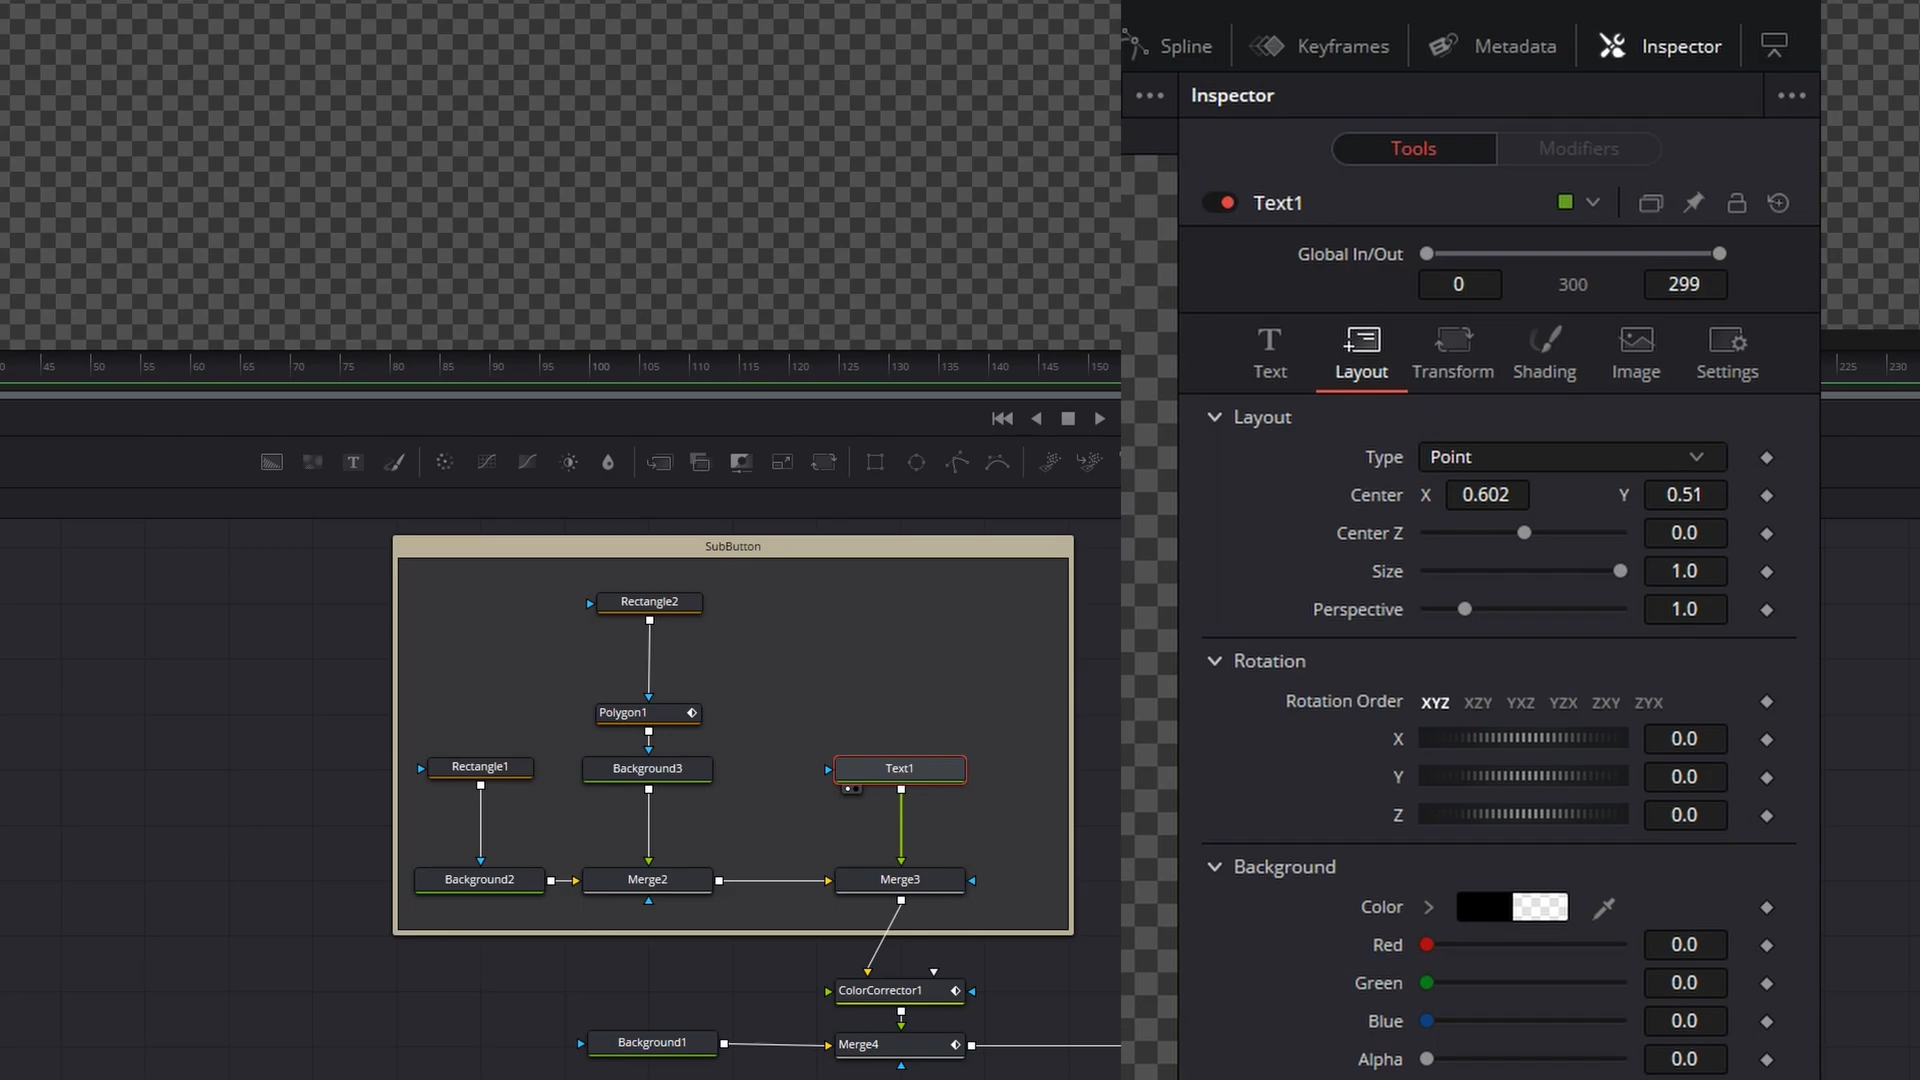 Spline Keyframes Metadata Inspector
Inspector
Tools Modifiers
Text1
Global In/Out
0 300 299
Text Layout Transform Shading Image Settings
45 50 55 60 65 70 75 80 85 90 95 100 105 110 115 120 125 130 135 140 145 150 225 230
Layout
Type Point
Center X 0.602 Y 0.51
Center Z 0.0
Size 1.0
Perspective 1.0
Rotation
Rotation Order XYZ XZY YXZ YZX ZXY ZYX
X 0.0
Y 0.0
Z 0.0
Background
Color
Red 0.0
Green 0.0
Blue 0.0
Alpha 0.0
SubButton
Rectangle2
Polygon1
Rectangle1
Background3
Text1
Background2
Merge2
Merge3
ColorCorrector1
Background1
Merge4